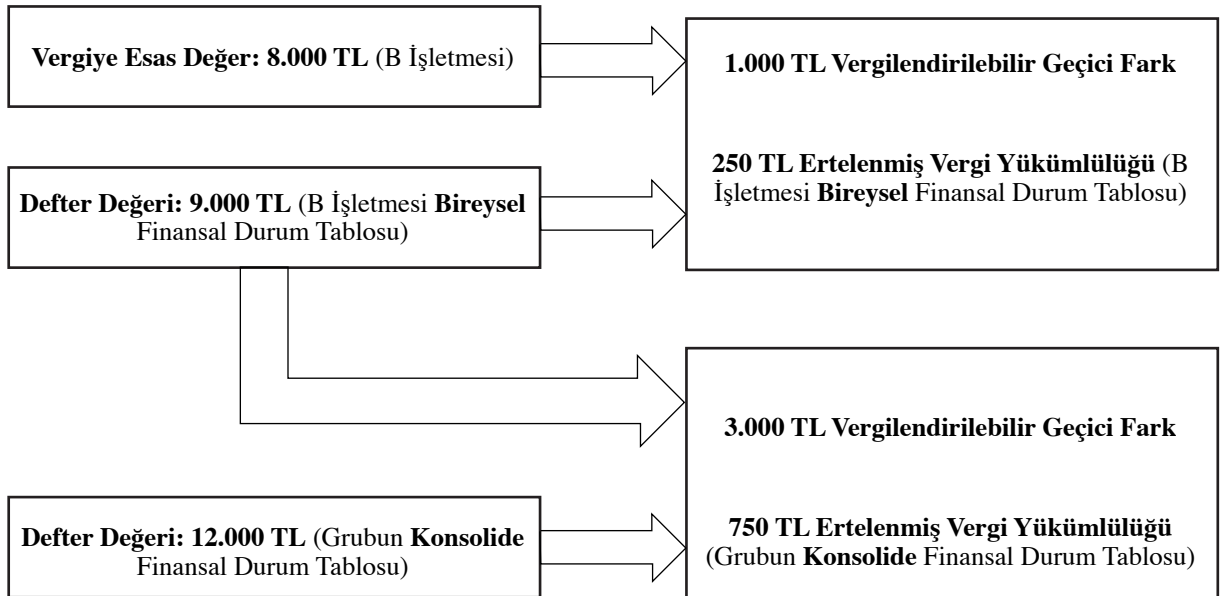 Vergiye Esas Değer: 8.000 TL (B İşletmesi)
1.000 TL Vergilendirilebilir Geçici Fark
250 TL Ertelenmiş Vergi Yükümlülüğü (B
İşletmesi Bireysel Finansal Durum Tablosu)
Defter Değeri: 9.000 TL (B İşletmesi Bireysel
Finansal Durum Tablosu)
3.000 TL Vergilendirilebilir Geçici Fark
750 TL Ertelenmiş Vergi Yükümlülüğü
(Grubun Konsolide Finansal Durum Tablosu)
Defter Değeri: 12.000 TL (Grubun Konsolide
Finansal Durum Tablosu)